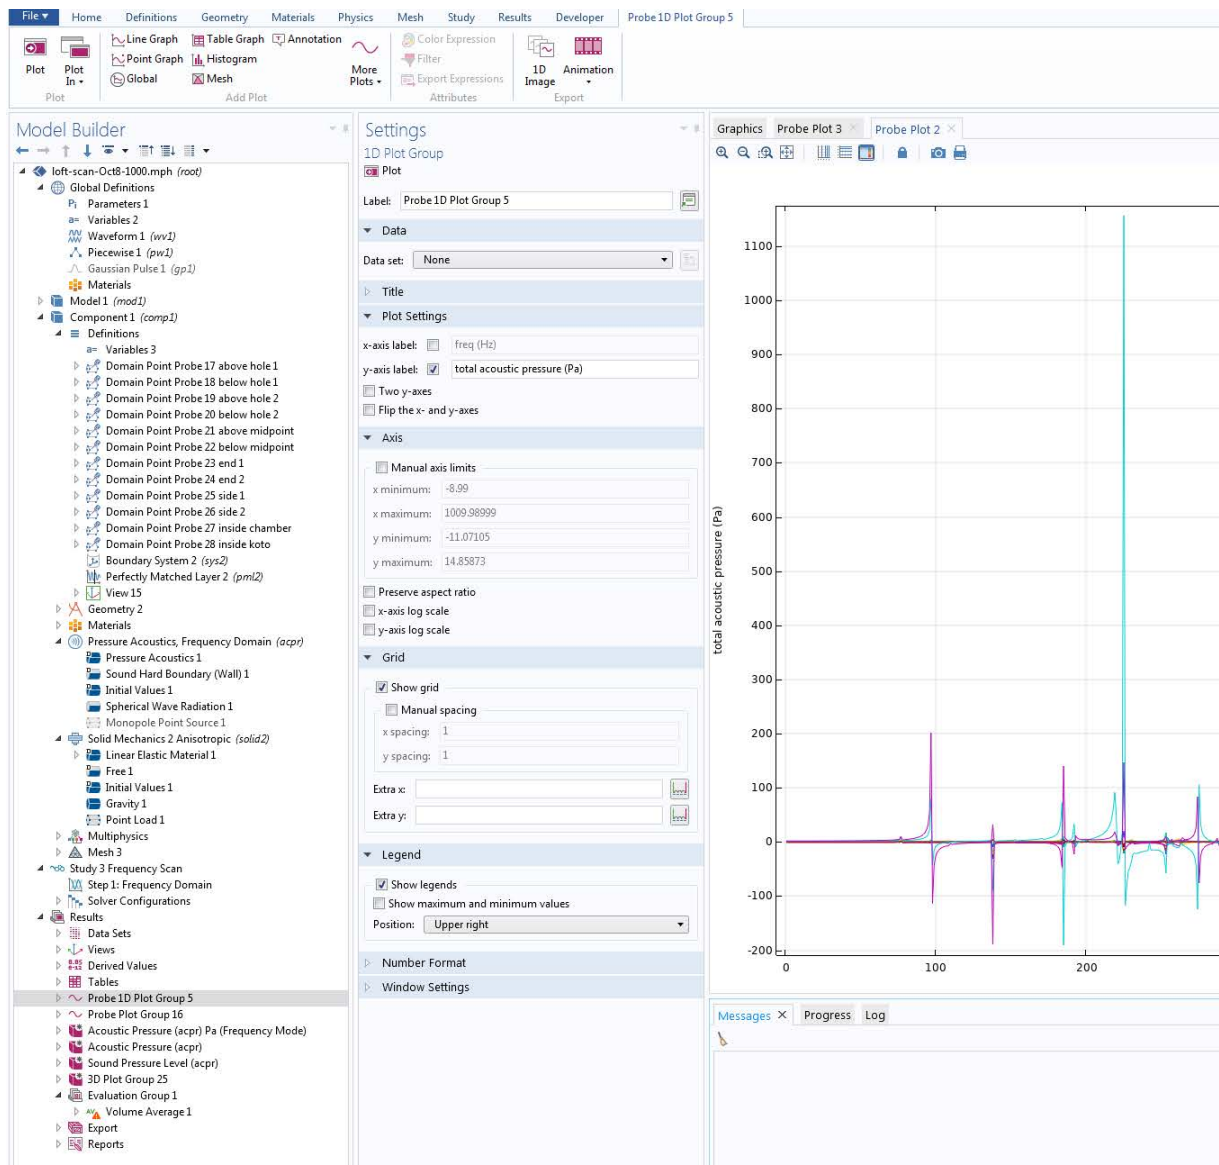 File Home Definitions Geometry Materials Physics Mesh Study Results Developer Probe 1D Plot Group 5
Plot
Plot In
Line Graph Table Graph Annotation
Point Graph Histogram
Global Mesh
More Plots
Color Expression
Filter
Export Expressions
1D Image
Animation
Plot Add Plot Attributes Export
Model Builder
loft-scan-Oct8-1000.mph (root)
Global Definitions
Pi Parameters 1
a= Variables 2
Waveform 1 (wv1)
Piecewise 1 (pw1)
Gaussian Pulse 1 (gp1)
Materials
Model 1 (mod1)
Component 1 (comp1)
Definitions
a= Variables 3
Domain Point Probe 17 above hole 1
Domain Point Probe 18 below hole 1
Domain Point Probe 19 above hole 2
Domain Point Probe 20 below hole 2
Domain Point Probe 21 above midpoint
Domain Point Probe 22 below midpoint
Domain Point Probe 23 end 1
Domain Point Probe 24 end 2
Domain Point Probe 25 side 1
Domain Point Probe 26 side 2
Domain Point Probe 27 inside chamber
Domain Point Probe 28 inside koto
Boundary System 2 (sys2)
Perfectly Matched Layer 2 (pml2)
View 15
Geometry 2
Materials
Pressure Acoustics, Frequency Domain (acpr)
Pressure Acoustics 1
Sound Hard Boundary (Wall) 1
Initial Values 1
Spherical Wave Radiation 1
Monopole Point Source 1
Solid Mechanics 2 Anisotropic (solid2)
Linear Elastic Material 1
Free 1
Initial Values 1
Gravity 1
Point Load 1
Multiphysics
Mesh 3
Study 3 Frequency Scan
Step 1: Frequency Domain
Solver Configurations
Results
Data Sets
Views
Derived Values
Tables
Probe 1D Plot Group 5
Probe Plot Group 16
Acoustic Pressure (acpr) Pa (Frequency Mode)
Acoustic Pressure (acpr)
Sound Pressure Level (acpr)
3D Plot Group 25
Evaluation Group 1
Volume Average 1
Export
Reports
Settings
1D Plot Group
Plot
Label: Probe 1D Plot Group 5
Data
Data set: None
Title
Plot Settings
x-axis label: freq (Hz)
y-axis label: total acoustic pressure (Pa)
Two y-axes
Flip the x- and y-axes
Axis
Manual axis limits
x minimum: -8.99
x maximum: 1009.98999
y minimum: -11.07105
y maximum: 14.85873
Preserve aspect ratio
x-axis log scale
y-axis log scale
Grid
Show grid
Manual spacing
x spacing: 1
y spacing: 1
Extra x:
Extra y:
Legend
Show legends
Show maximum and minimum values
Position: Upper right
Number Format
Window Settings
Graphics Probe Plot 3 Probe Plot 2
total acoustic pressure (Pa)
1100
1000
900
800
700
600
500
400
300
200
100
0
-100
-200
0 100 200
Messages Progress Log